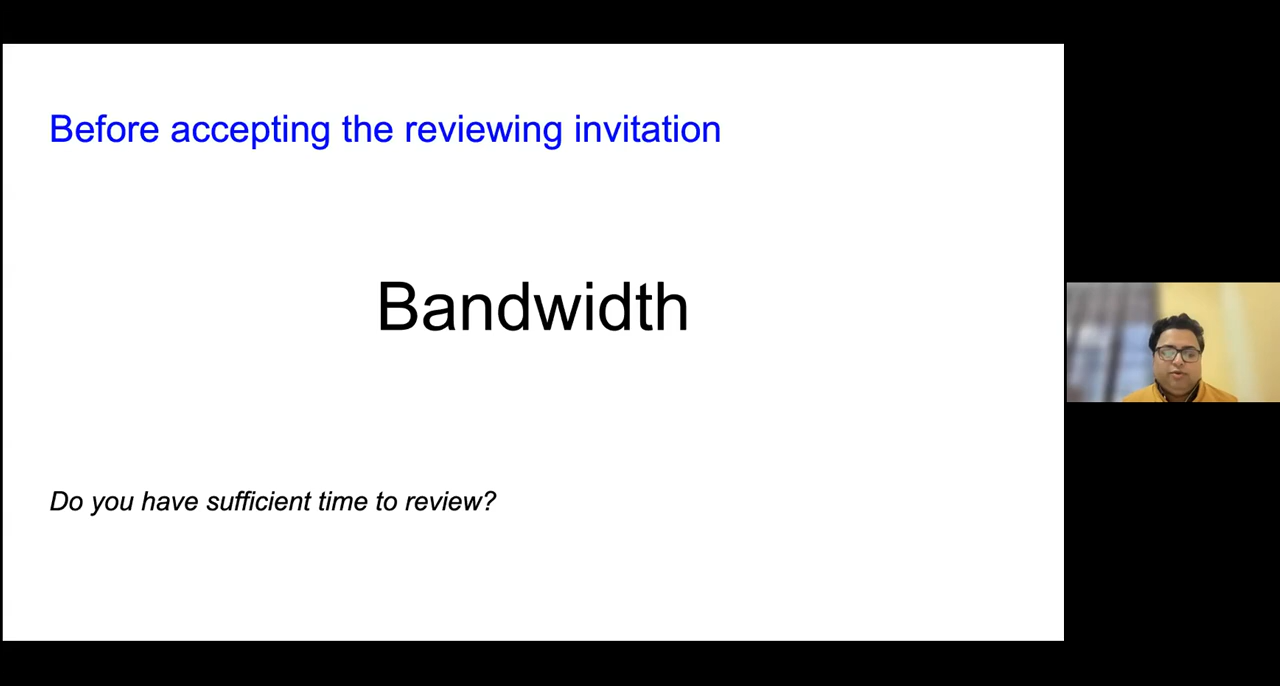 Before accepting the reviewing invitation
Bandwidth
Do you have sufficient time to review?